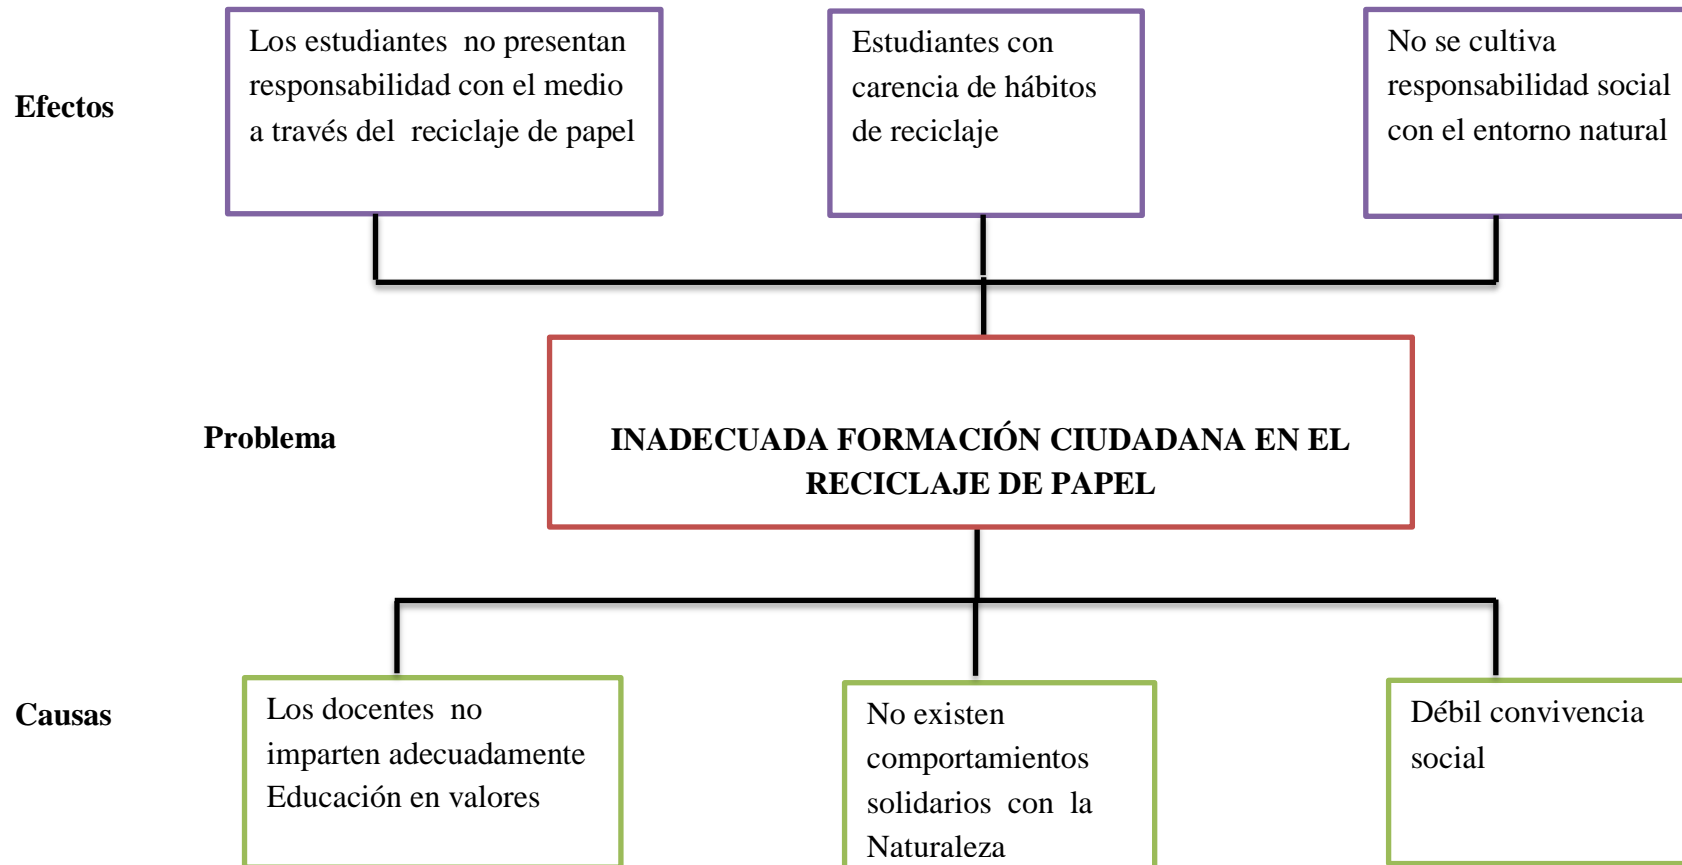 Los estudiantes no presentan
responsabilidad con el medio
a través del reciclaje de papel
Estudiantes con
carencia de hábitos
de reciclaje
No se cultiva
responsabilidad social
con el entorno natural
Efectos
Problema
INADECUADA FORMACIÓN CIUDADANA EN EL
RECICLAJE DE PAPEL
Causas
Los docentes no
imparten adecuadamente
Educación en valores
No existen
comportamientos
solidarios con la
Naturaleza
Débil convivencia
social